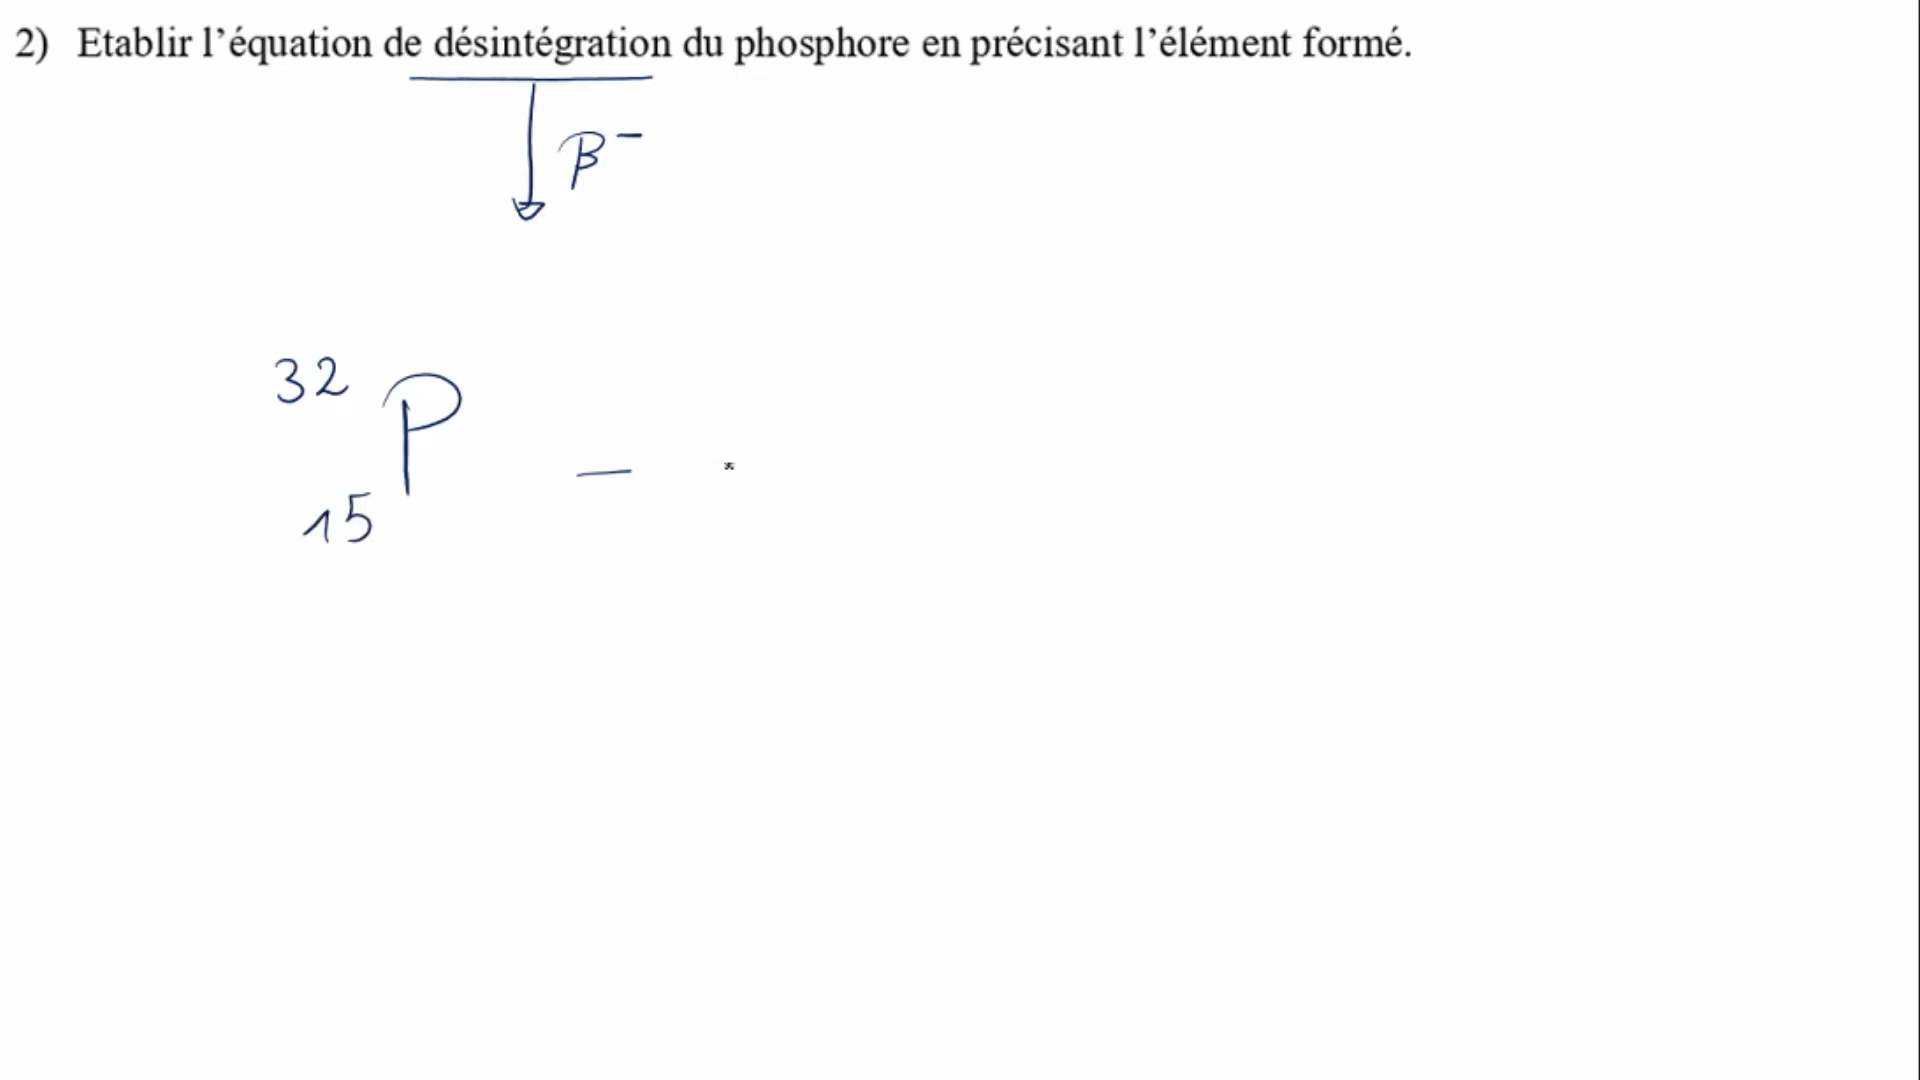 2) Etablir l’équation de désintégration du phosphore en précisant l’élément formé.
β⁻
32
P –
15